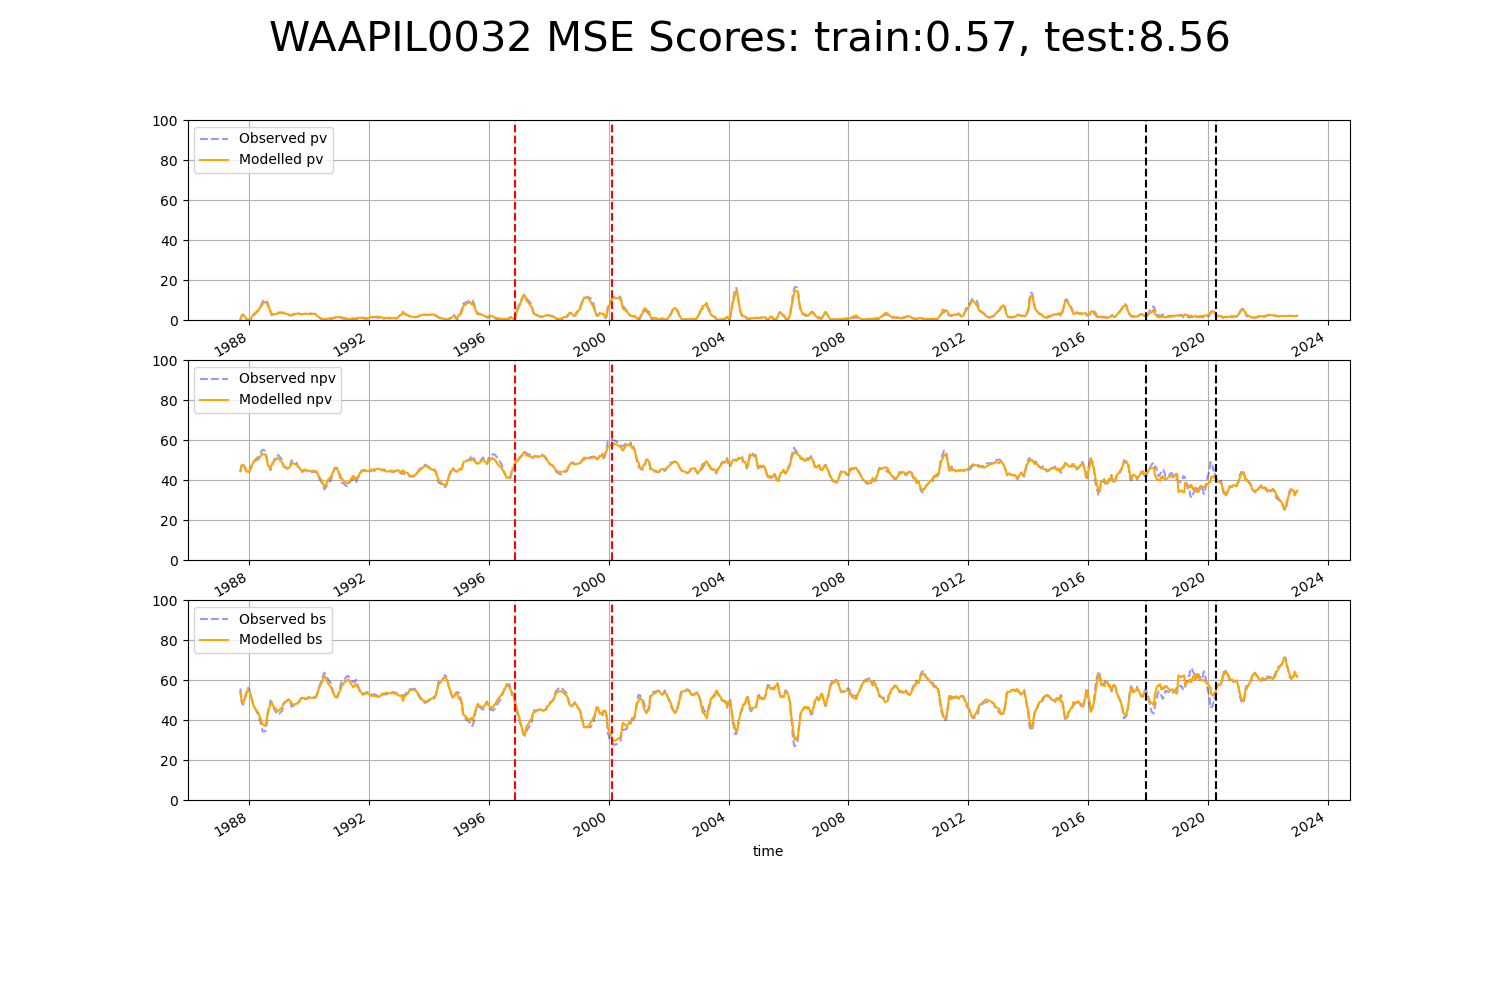 WAAPIL0032 MSE Scores: train:0.57, test:8.56
100
80
60
40
20
0
Observed pv
Modelled pv
1988 1992 1996 2000 2004 2008 2012 2016 2020 2024
100
80
60
40
20
0
Observed npv
Modelled npv
1988 1992 1996 2000 2004 2008 2012 2016 2020 2024
100
80
60
40
20
0
Observed bs
Modelled bs
1988 1992 1996 2000 2004 2008 2012 2016 2020 2024
time